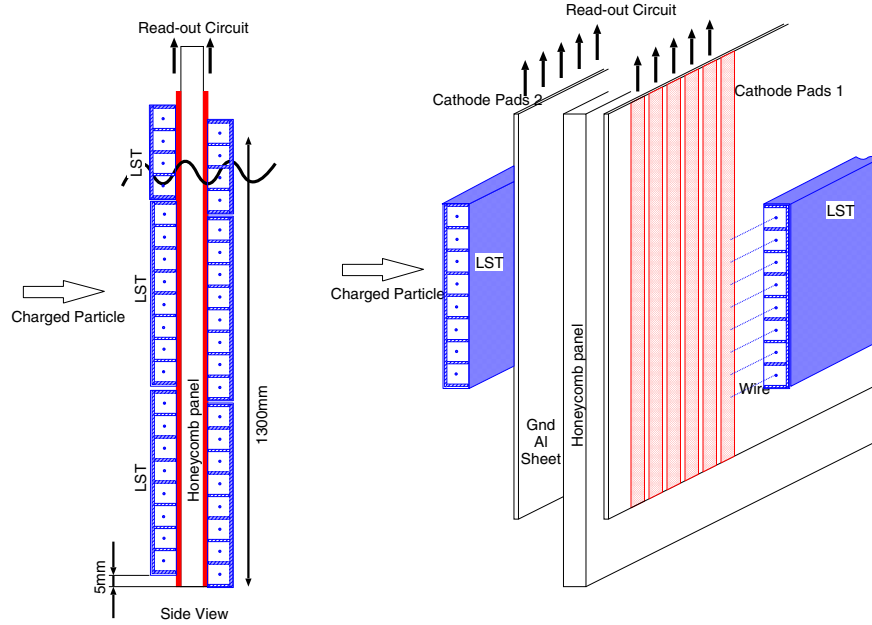 Read-out Circuit
LST
LST
LST
Charged Particle
Honeycomb panel
1300mm
5mm
Side View
Read-out Circuit
Cathode Pads 2
Cathode Pads 1
LST
LST
Charged Particle
Wire
Gnd
Al
Sheet
Honeycomb panel